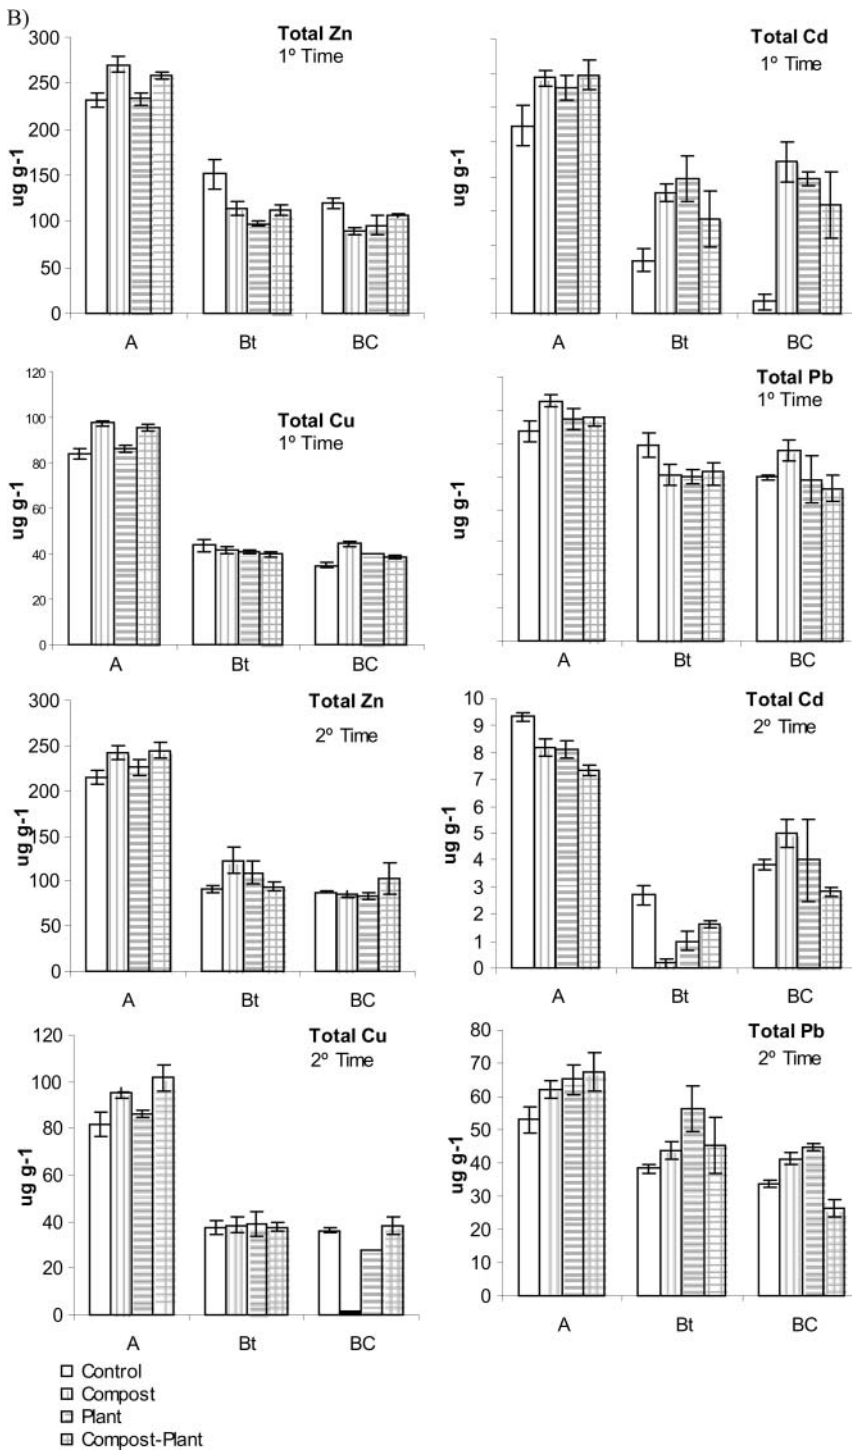 B)
Total Zn
1º Time
300
250
200
150
100
50
0
ug g-1
A Bt BC
Total Cd
1º Time
ug g-1
A Bt BC
Total Cu
1º Time
120
100
80
60
40
20
0
ug g-1
A Bt BC
Total Pb
1º Time
ug g-1
A Bt BC
Total Zn
2º Time
300
250
200
150
100
50
0
ug g-1
A Bt BC
Total Cd
2º Time
10
9
8
7
6
5
4
3
2
1
0
ug g-1
A Bt BC
Total Cu
2º Time
120
100
80
60
40
20
0
ug g-1
A Bt BC
Total Pb
2º Time
80
70
60
50
40
30
20
10
0
ug g-1
A Bt BC
Control
Compost
Plant
Compost-Plant